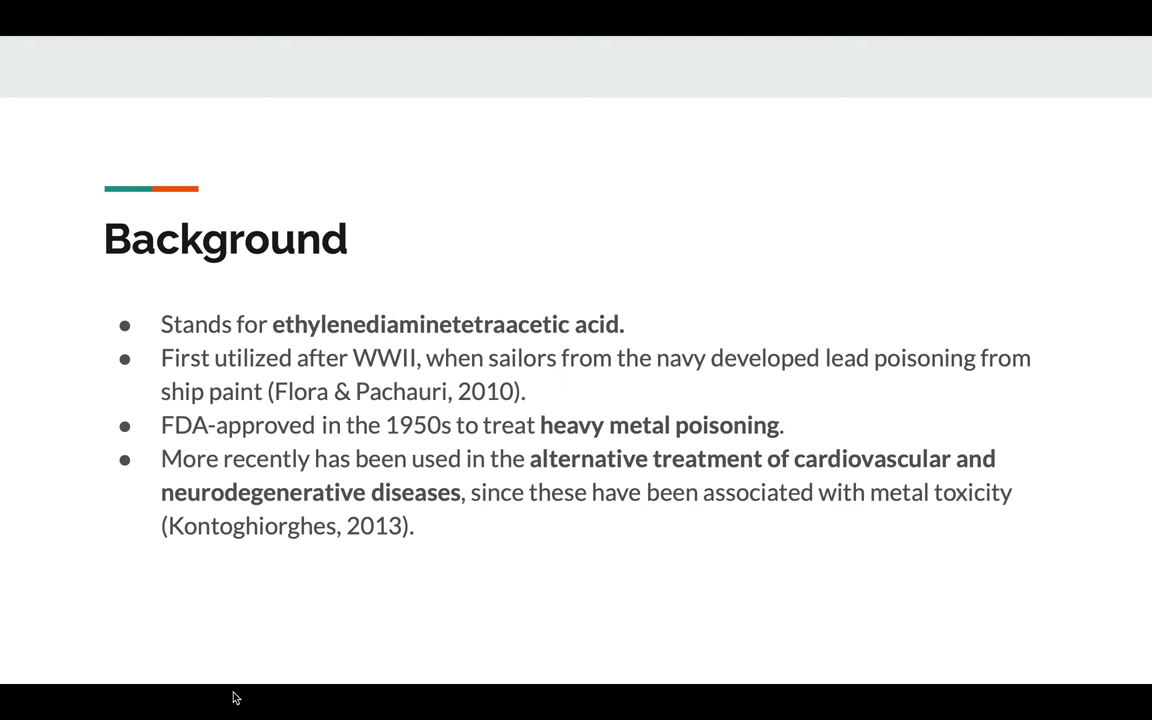 Background
● Stands for ethylenediaminetetraacetic acid.
● First utilized after WWII, when sailors from the navy developed lead poisoning from
ship paint (Flora & Pachauri, 2010).
● FDA-approved in the 1950s to treat heavy metal poisoning.
● More recently has been used in the alternative treatment of cardiovascular and
neurodegenerative diseases, since these have been associated with metal toxicity
(Kontoghiorghes, 2013).